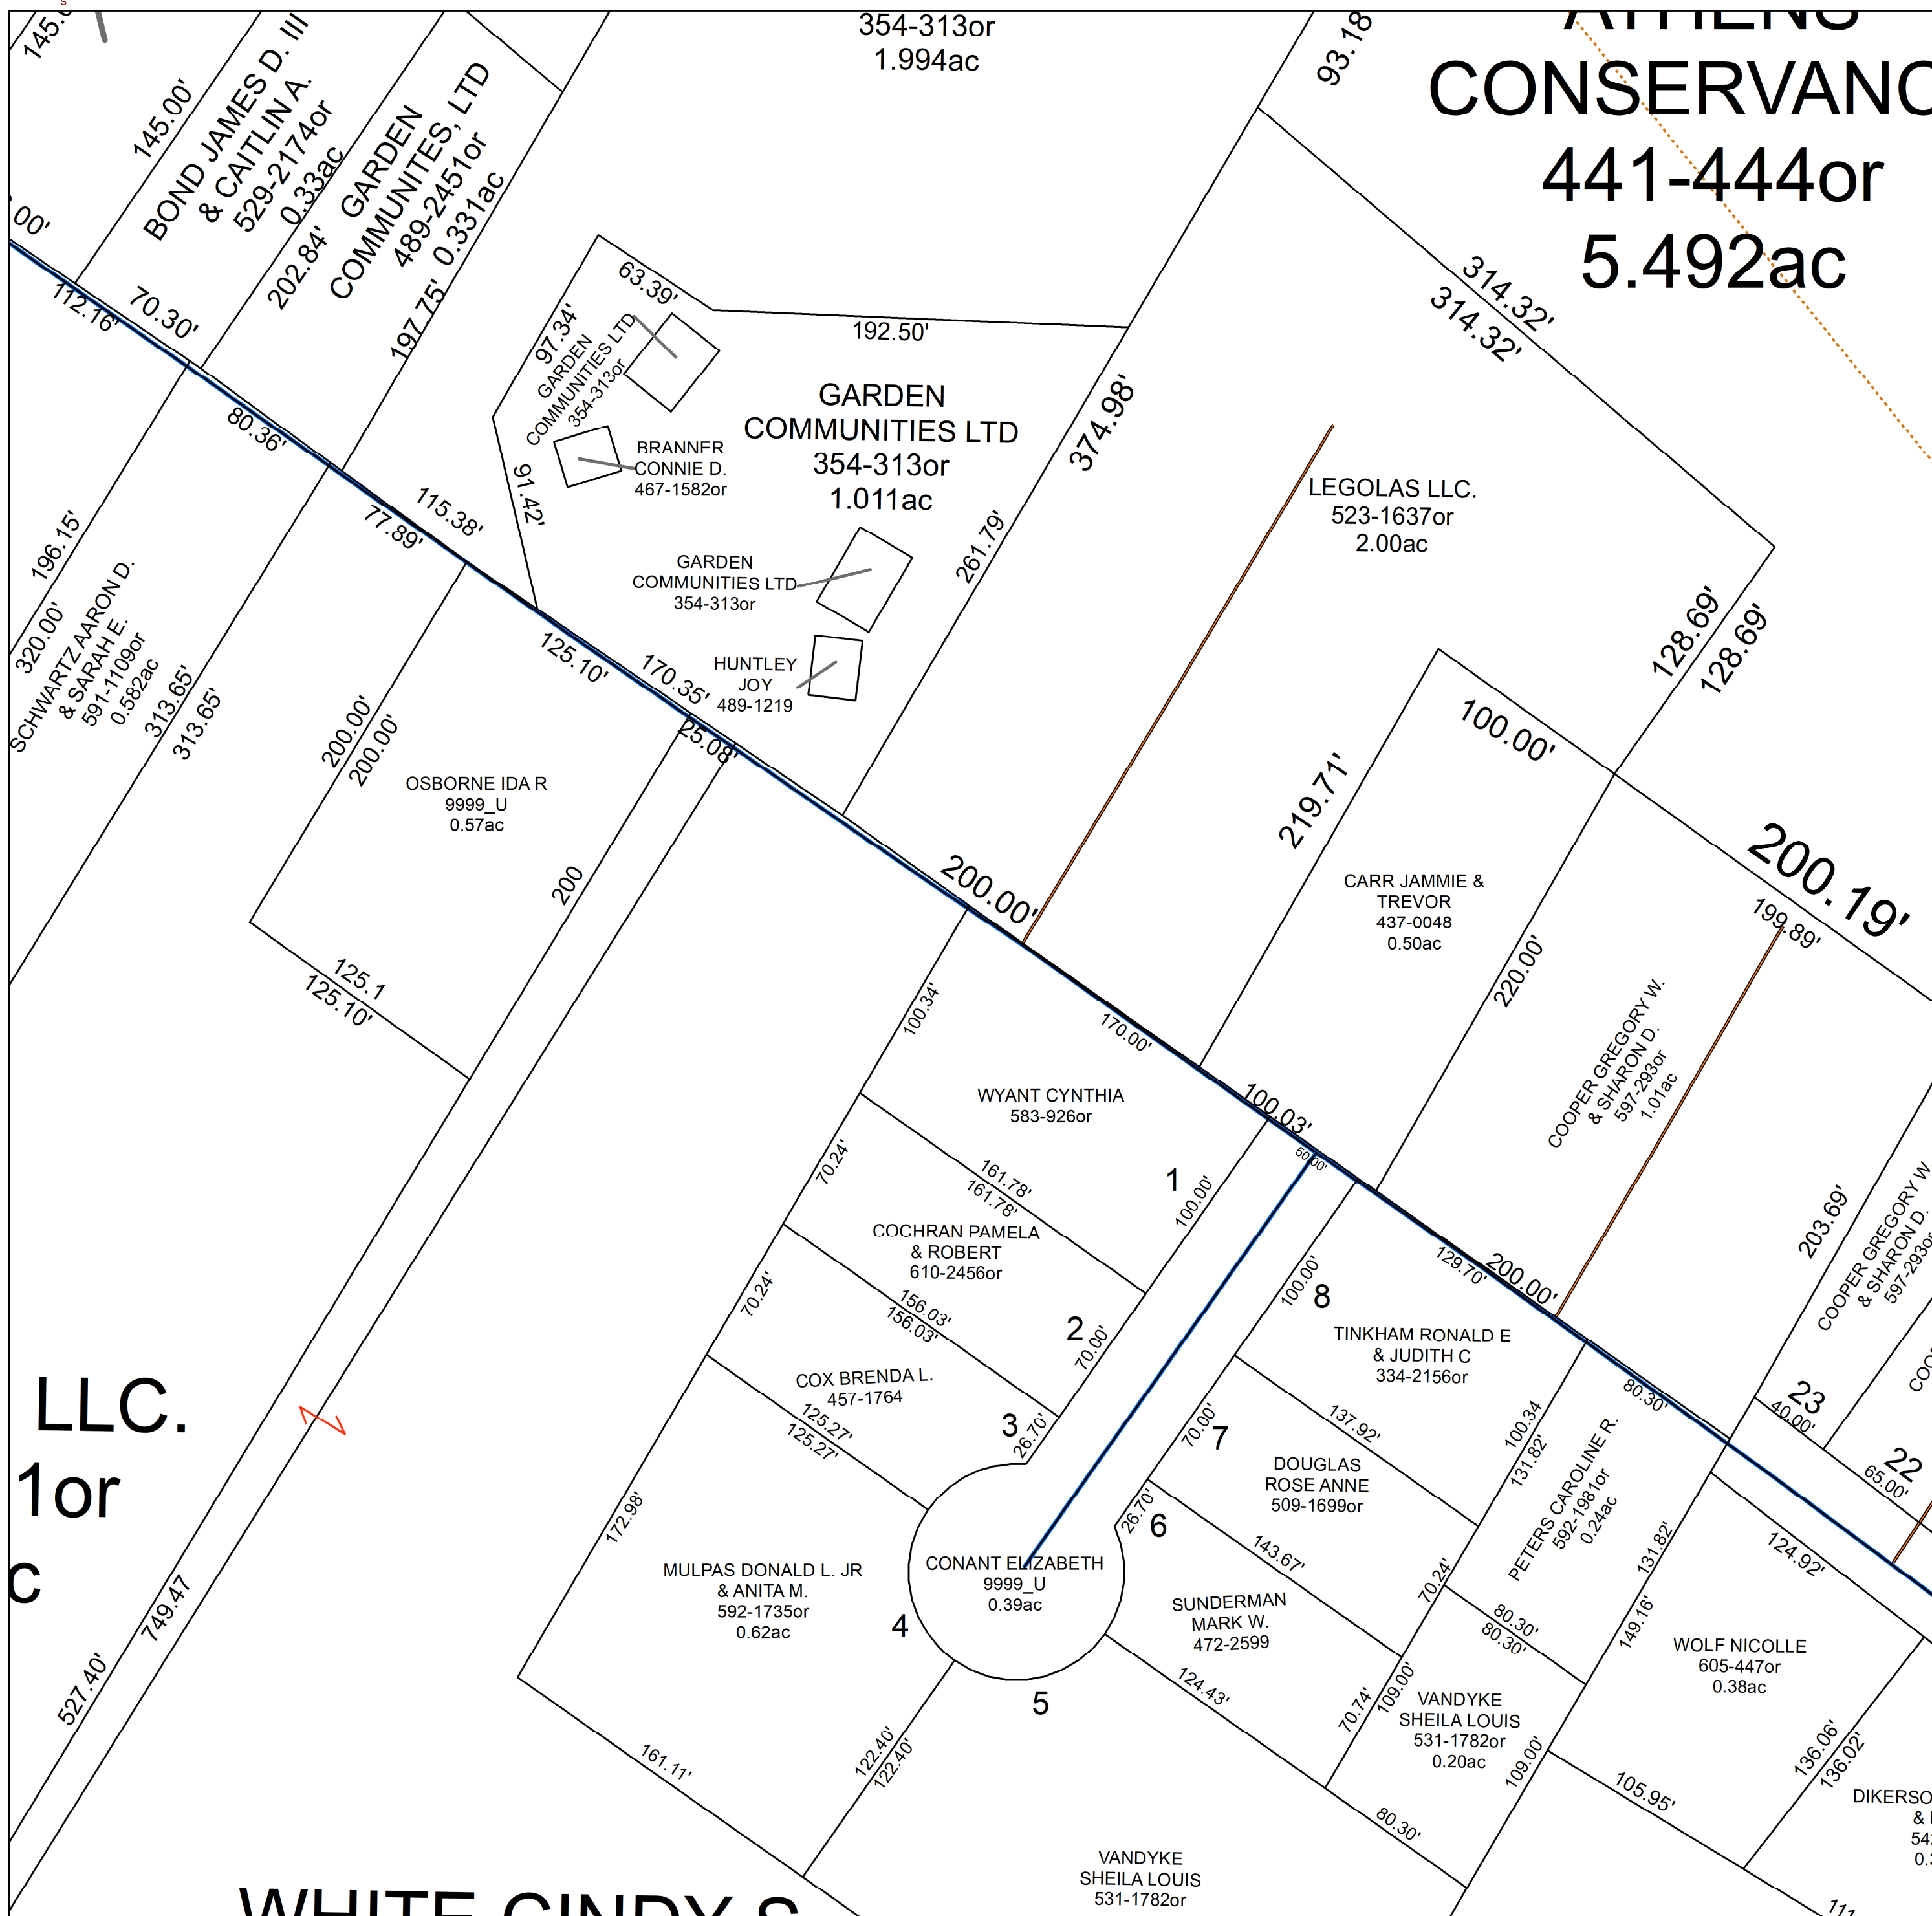 145.00'
BOND JAMES D. III
& CAITLIN A.
529-2174or
0.33ac
GARDEN
COMMUNITES, LTD
489-2451or
0.331ac
202.84'
197.75'
354-313or
1.994ac
93.18
CONSERVANC
441-444or
5.492ac
314.32'
314.32'
112.16'
70.30'
80.36'
77.89'
115.38'
63.39'
97.34'
192.50'
91.42'
GARDEN
COMMUNITIES LTD
354-313or
BRANNER
CONNIE D.
467-1582or
GARDEN
COMMUNITIES LTD
354-313or
1.011ac
GARDEN
COMMUNITIES LTD
354-313or
HUNTLEY
JOY
489-1219
374.98'
261.79'
LEGOLAS LLC.
523-1637or
2.00ac
128.69'
128.69'
196.15'
320.00'
SCHWARTZ AARON D.
& SARAH E.
591-1109or
0.582ac
313.65'
313.65'
200.00'
200.00'
OSBORNE IDA R
9999_U
0.57ac
200
125.1
125.10'
125.10'
170.35'
25.08'
200.00'
100.00'
219.71'
CARR JAMMIE &
TREVOR
437-0048
0.50ac
220.00'
200.19'
199.89'
COOPER GREGORY W.
& SHARON D.
597-293or
1.01ac
203.69'
COOPER GREGORY W
& SHARON D.
597-293or
100.34'
170.00'
100.03'
50.00'
WYANT CYNTHIA
583-926or
1
100.00'
161.78'
161.78'
70.24'
COCHRAN PAMELA
& ROBERT
610-2456or
2
70.00'
156.03'
156.03'
70.24'
COX BRENDA L.
457-1764
3
26.70'
125.27'
125.27'
172.98'
MULPAS DONALD L. JR
& ANITA M.
592-1735or
0.62ac
4
161.11'
122.40'
122.40'
5
CONANT ELIZABETH
9999_U
0.39ac
100.00'
8
129.70'
200.00'
TINKHAM RONALD E
& JUDITH C
334-2156or
137.92'
70.00'
7
DOUGLAS
ROSE ANNE
509-1699or
26.70'
6
143.67'
SUNDERMAN
MARK W.
472-2599
124.43'
100.34
131.82'
70.24'
70.74'
80.30'
PETERS CAROLINE R.
592-1981or
0.24ac
131.82'
80.30'
80.30'
109.00'
VANDYKE
SHEILA LOUIS
531-1782or
0.20ac
109.00'
80.30'
149.16'
23
40.00'
22
65.00'
124.92'
WOLF NICOLLE
605-447or
0.38ac
136.06'
136.02'
105.95'
DIKERSO
VANDYKE
SHEILA LOUIS
531-1782or
LLC.
1or
c
749.47
527.40'
WHITE CINDY S